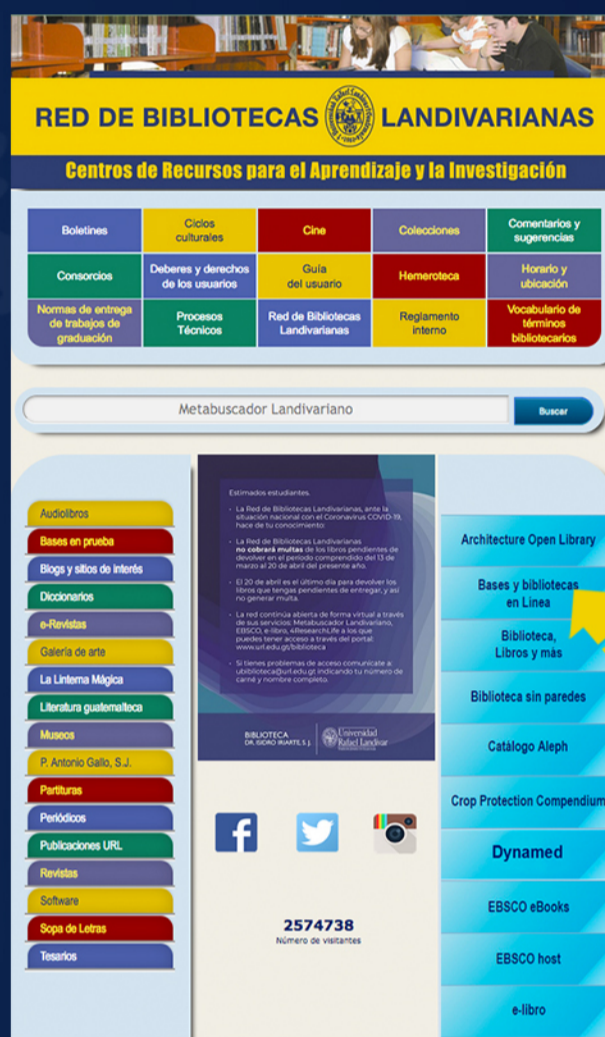 RED DE BIBLIOTECAS LANDIVARIANAS
Centros de Recursos para el Aprendizaje y la Investigación
Boletines
Ciclos
culturales
Cine
Colecciones
Comentarios y
sugerencias
Consorcios
Deberes y derechos
de los usuarios
Guía
del usuario
Hemeroteca
Horario y
ubicación
Normas de entrega
de trabajos de
graduación
Procesos
Técnicos
Red de Bibliotecas
Landivarianas
Reglamento
interno
Vocabulario de
términos
bibliotecarios
Metabuscador Landivariano
Buscar
Audiolibros
Bases en prueba
Blogs y sitios de interés
Diccionarios
e-Revistas
Galería de arte
La Linterna Mágica
Literatura guatemalteca
Museos
P. Antonio Gallo, S.J.
Partituras
Periódicos
Publicaciones URL
Revistas
Software
Sopa de Letras
Tesarios
Estimados estudiantes.
- La Red de Bibliotecas Landivarianas, ante la
situación nacional con el Coronavirus COVID-19,
hace de tu conocimiento:
- La Red de Bibliotecas Landivarianas
no cobrará multas de los libros pendientes de
devolver en el período comprendido del 13 de
marzo al 20 de abril del presente año.
- El 20 de abril es el último día para devolver los
libros que tengas pendientes de entregar, y así
no generar multa.
- La red continúa abierta de forma virtual a través
de sus servicios: Metabuscador Landivariano,
EBSCO, e-libro, 4ResearchLife a los que
puedes tener acceso a través del portal:
www.url.edu.gt/biblioteca
- Si tienes problemas de acceso comunícate a:
ubiblioteca@url.edu.gt indicando tu número de
carné y nombre completo.
BIBLIOTECA
DR. ISIDRO IRIARTE, S. J.
Universidad
Rafael Landívar
2574738
Número de visitantes
Architecture Open Library
Bases y bibliotecas
en Línea
Biblioteca,
Libros y más
Biblioteca sin paredes
Catálogo Aleph
Crop Protection Compendium
Dynamed
EBSCO eBooks
EBSCO host
e-libro